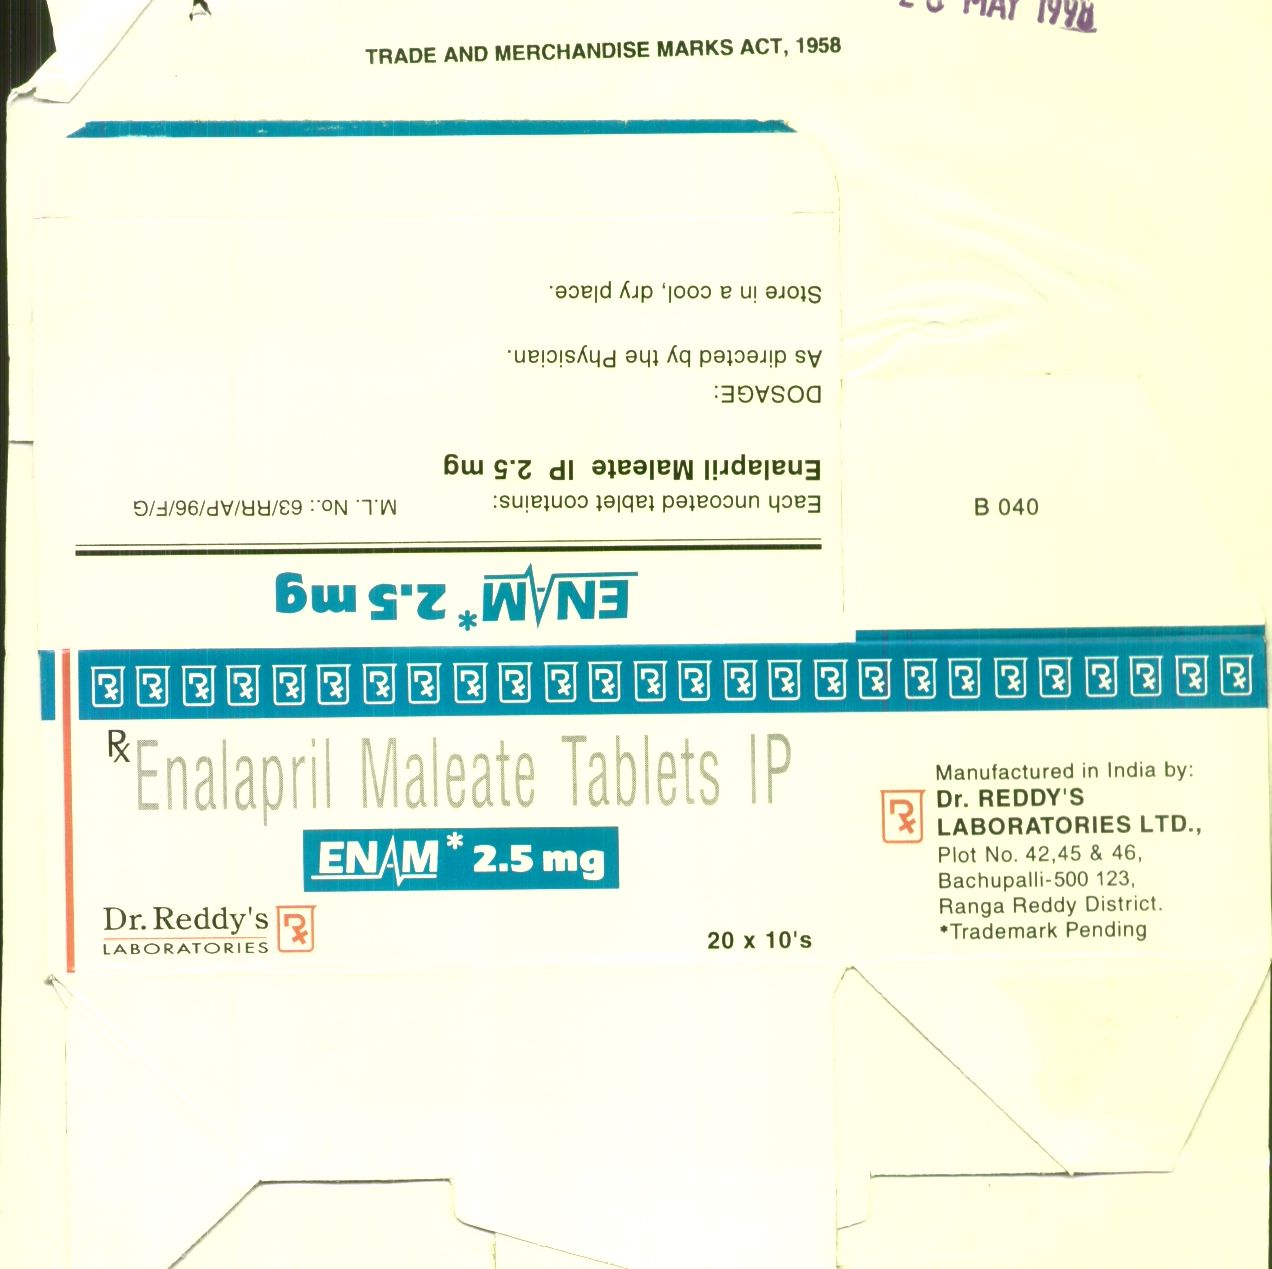 MAY 1998
TRADE AND MERCHANDISE MARKS ACT, 1958
Store in a cool, dry place.
As directed by the Physician.
DOSAGE:
Enalapril Maleate IP 2.5 mg
Each uncoated tablet contains:
M.L. No.: 63/RR/AP/96/F/G
ENAM* 2.5 mg
B 040
Rx Enalapril Maleate Tablets IP
ENAM* 2.5 mg
Dr. Reddy's
LABORATORIES
20 x 10's
Manufactured in India by:
Dr. REDDY'S
LABORATORIES LTD.,
Plot No. 42,45 & 46,
Bachupalli-500 123,
Ranga Reddy District.
*Trademark Pending